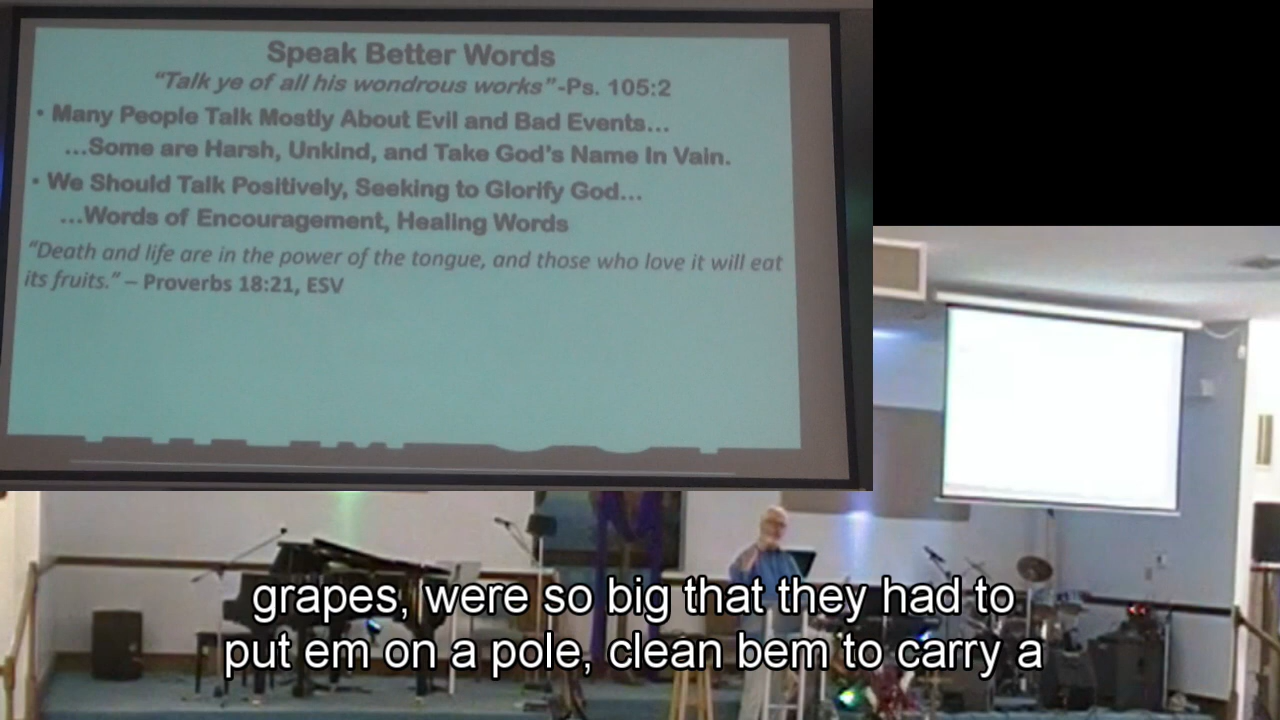 Speak Better Words
“Talk ye of all his wondrous works”-Ps. 105:2
• Many People Talk Mostly About Evil and Bad Events…
…Some are Harsh, Unkind, and Take God's Name In Vain.
• We Should Talk Positively, Seeking to Glorify God…
…Words of Encouragement, Healing Words
“Death and life are in the power of the tongue, and those who love it will eat
its fruits.” – Proverbs 18:21, ESV
grapes, were so big that they had to
put em on a pole, clean bem to carry a